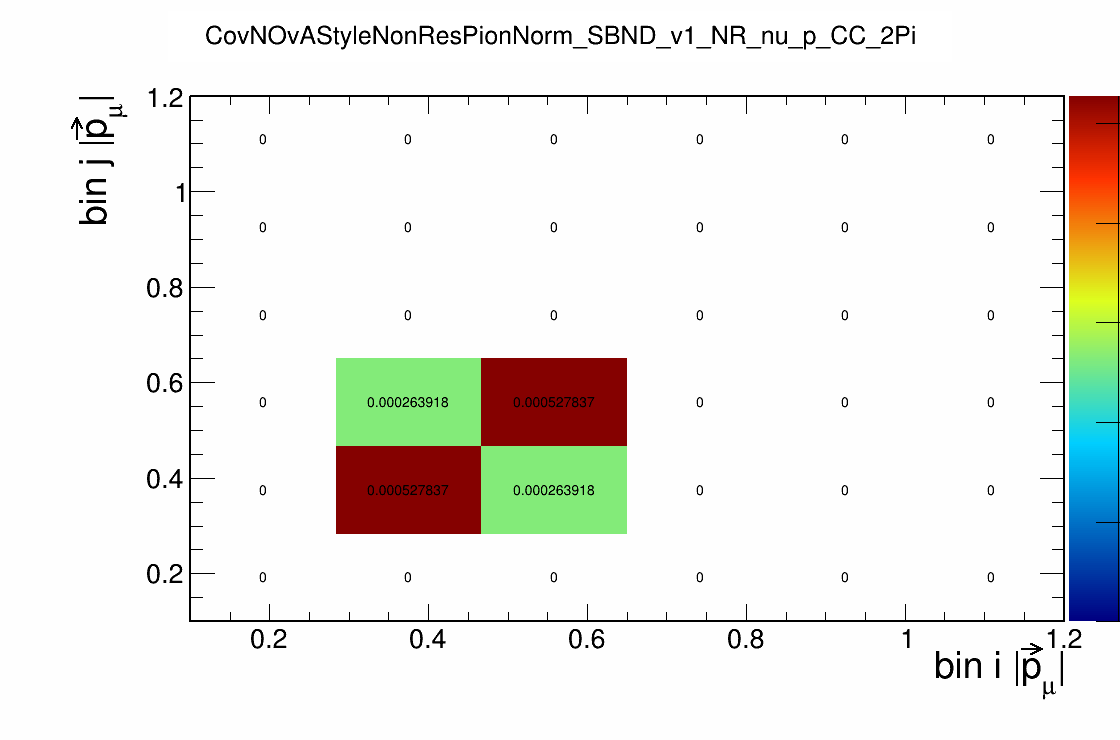 CovNOvAStyleNonResPionNorm_SBND_v1_NR_nu_p_CC_2Pi
bin j |p⃗_μ|
1.2
1
0.8
0.6
0.4
0.2
0 0 0 0 0 0
0 0 0 0 0 0
0 0 0 0 0 0
0 0.000263918 0.000527837 0 0 0
0 0.000527837 0.000263918 0 0 0
0 0 0 0 0 0
0.2 0.4 0.6 0.8 1 1.2
bin i |p⃗_μ|